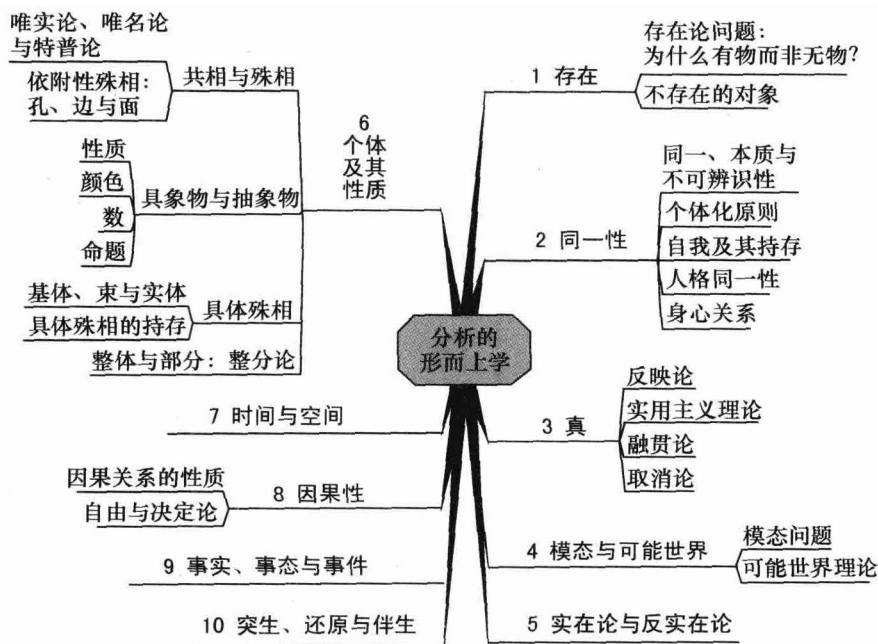 分析的
形而上学
1 存在
存在论问题：
为什么有物而非无物？
不存在的对象
2 同一性
同一、本质与
不可辨识性
个体化原则
自我及其持存
人格同一性
身心关系
3 真
反映论
实用主义理论
融贯论
取消论
4 模态与可能世界
模态问题
可能世界理论
5 实在论与反实在论
6
个体
及其
性质
共相与殊相
唯实论、唯名论
与特普论
依附性殊相：
孔、边与面
具象物与抽象物
性质
颜色
数
命题
具体殊相
基体、束与实体
具体殊相的持存
整体与部分：整分论
7 时间与空间
8 因果性
因果关系的性质
自由与决定论
9 事实、事态与事件
10 突生、还原与伴生